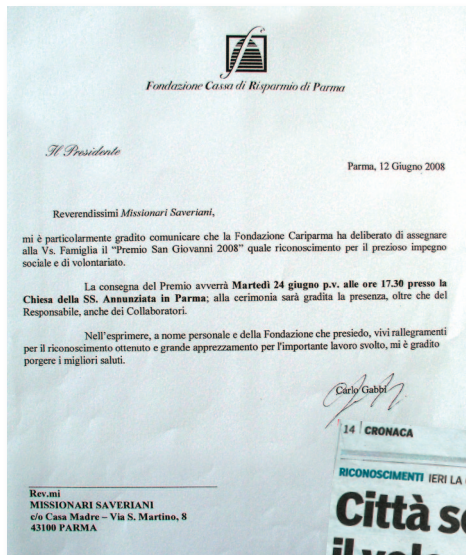 Fondazione Cassa di Risparmio di Parma
Il Presidente
Parma, 12 Giugno 2008
Reverendissimi Missionari Saveriani,
mi è particolarmente gradito comunicare che la Fondazione Cariparma ha deliberato di assegnare
alla Vs. Famiglia il “Premio San Giovanni 2008” quale riconoscimento per il prezioso impegno
sociale e di volontariato.
La consegna del Premio avverrà Martedì 24 giugno p.v. alle ore 17.30 presso la
Chiesa della SS. Annunziata in Parma; alla cerimonia sarà gradita la presenza, oltre che del
Responsabile, anche dei Collaboratori.
Nell'esprimere, a nome personale e della Fondazione che presiedo, vivi rallegramenti
per il riconoscimento ottenuto e grande apprezzamento per l'importante lavoro svolto, mi è gradito
porgere i migliori saluti.
Carlo Gabbi
Rev.mi
MISSIONARI SAVERIANI
c/o Casa Madre – Via S. Martino, 8
43100 PARMA
14 CRONACA
RICONOSCIMENTI IERI LA
Città
il